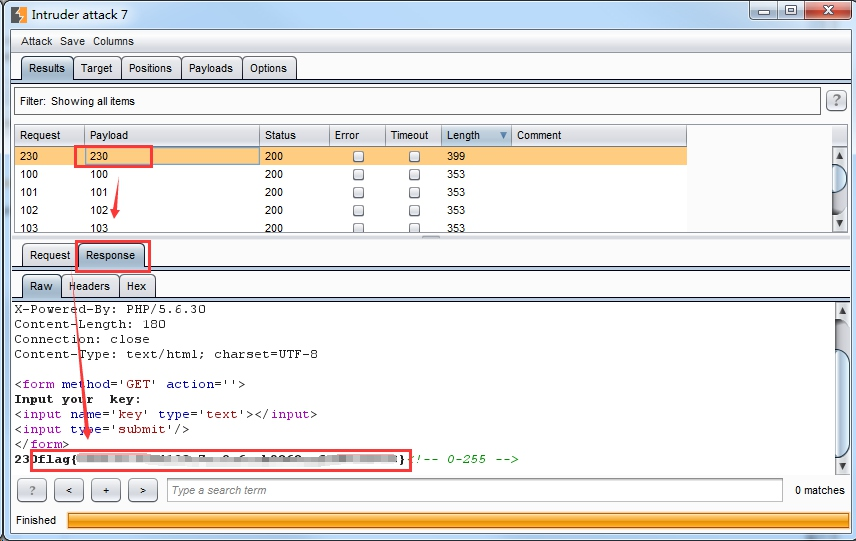 Intruder attack 7
Attack Save Columns
Results Target Positions Payloads Options
Filter: Showing all items ?
Request Payload Status Error Timeout Length Comment
230 230 200 399
100 100 200 353
101 101 200 353
102 102 200 353
103 103 200 353
Request Response
Raw Headers Hex
X-Powered-By: PHP/5.6.30
Content-Length: 180
Connection: close
Content-Type: text/html; charset=UTF-8
<form method='GET' action=''>
Input your key:
<input name='key' type='text'></input>
<input type='submit'/>
</form>
230flag{ }<!-- 0-255 -->
? < + > Type a search term 0 matches
Finished